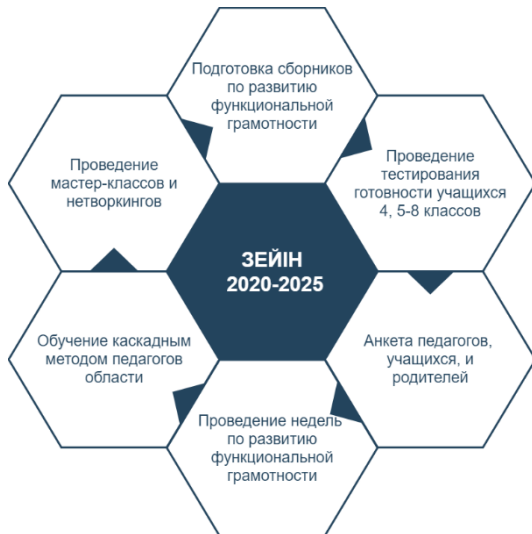 Подготовка сборников
по развитию
функциональной
грамотности
Проведение
мастер-классов и
нетворкингов
Проведение
тестирования
готовности учащихся
4, 5-8 классов
ЗЕЙІН
2020-2025
Обучение каскадным
методом педагогов
области
Анкета педагогов,
учащихся, и
родителей
Проведение недель
по развитию
функциональной
грамотности